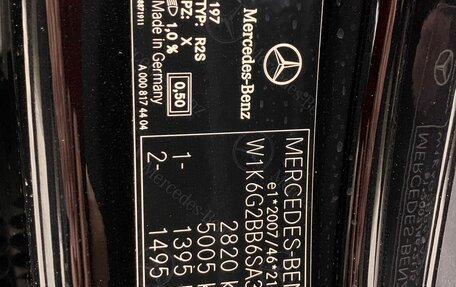 Mercedes-Benz
197
TYP: R2S
PZ: X
1,0 %
0,50
Made in Germany
A 000 817 44 04
MERCEDES-BEN
W1K6G2BB6SA3
e1*2007/46*21
2820 k
5005 k
1- 1395
2- 1495